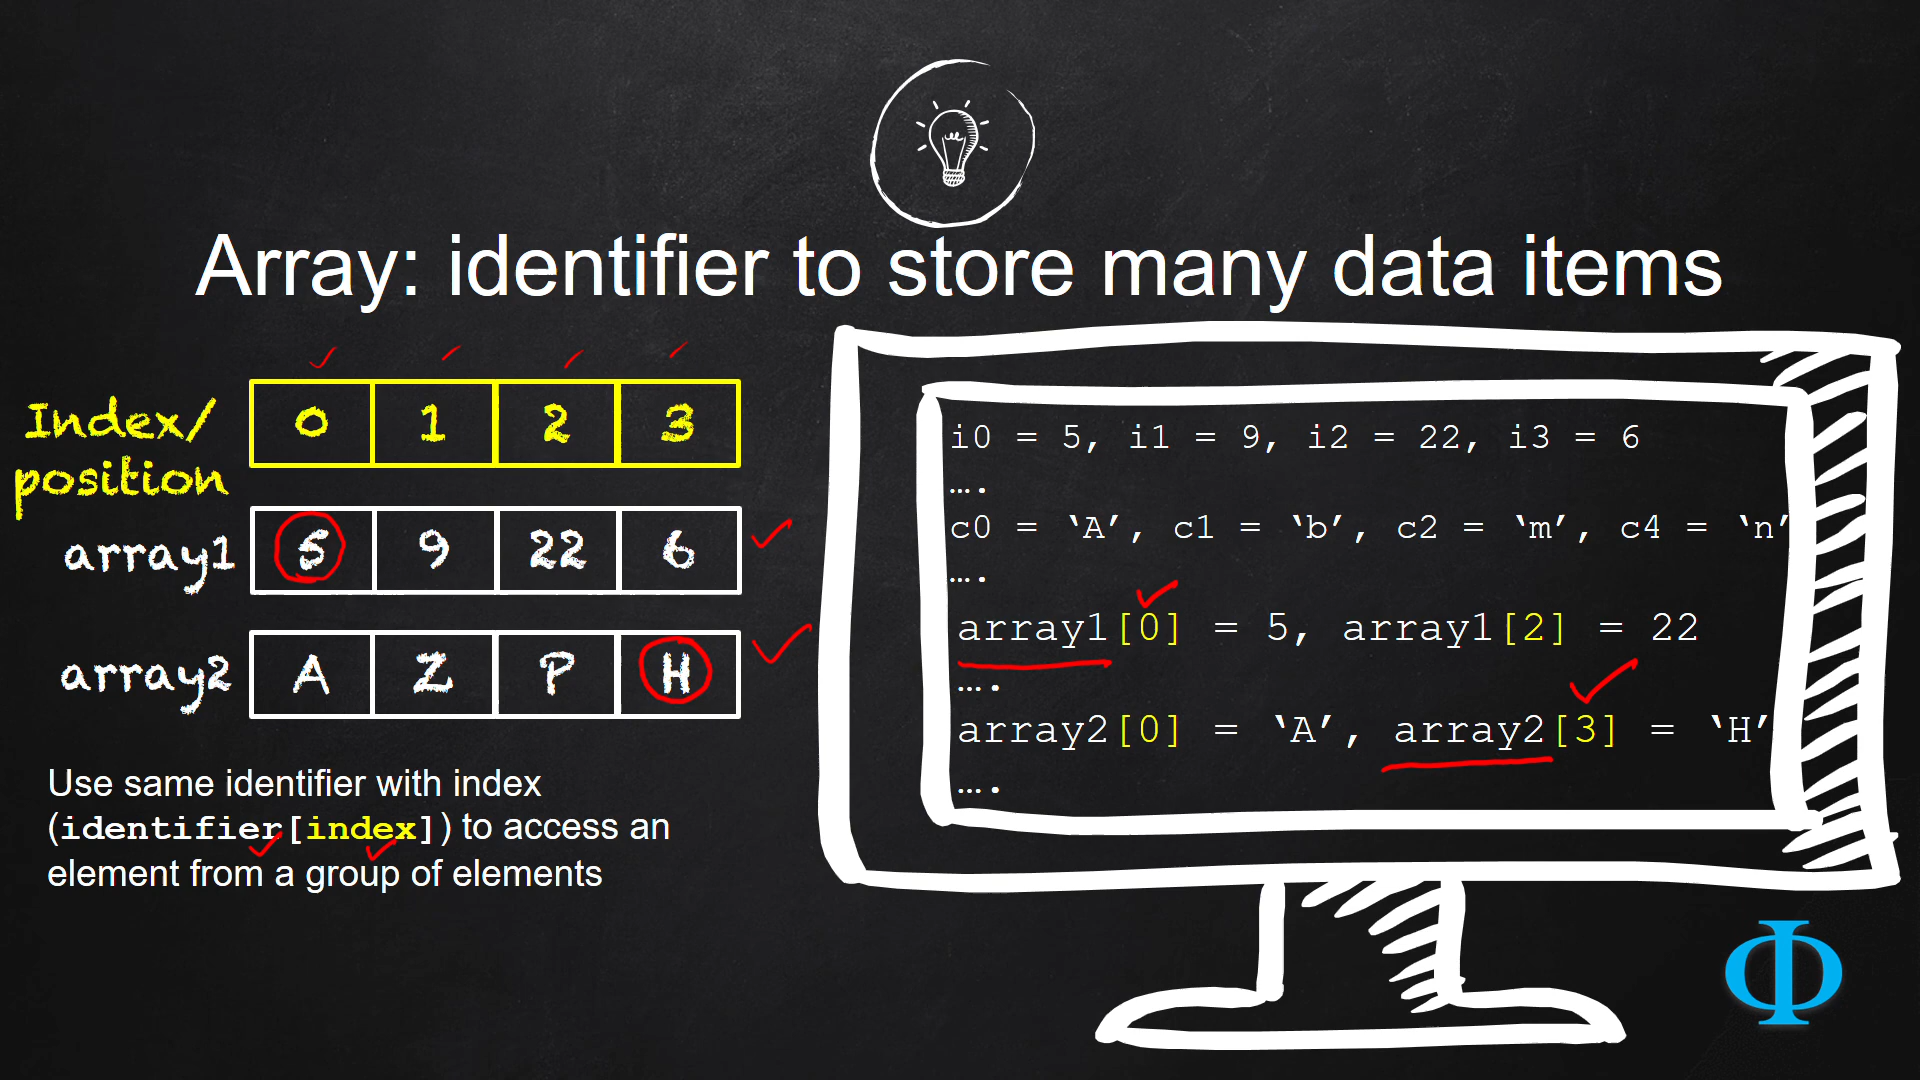 Array: identifier to store many data items
Index/
position
0 1 2 3
array1 5 9 22 6
array2 A Z P H
Use same identifier with index
(identifier[index]) to access an
element from a group of elements
i0 = 5, i1 = 9, i2 = 22, i3 = 6
….
c0 = ‘A’, c1 = ‘b’, c2 = ‘m’, c4 = ‘n’
….
array1[0] = 5, array1[2] = 22
….
array2[0] = ‘A’, array2[3] = ‘H’
….
Φ